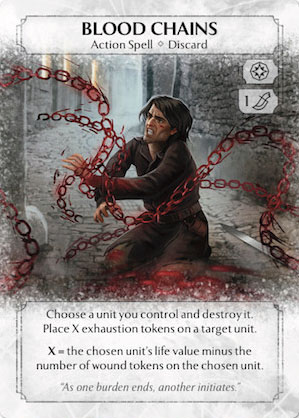 BLOOD CHAINS
Action Spell ◇ Discard
1
Choose a unit you control and destroy it.
Place X exhaustion tokens on a target unit.
X = the chosen unit's life value minus the
number of wound tokens on the chosen unit.
"As one burden ends, another initiates."